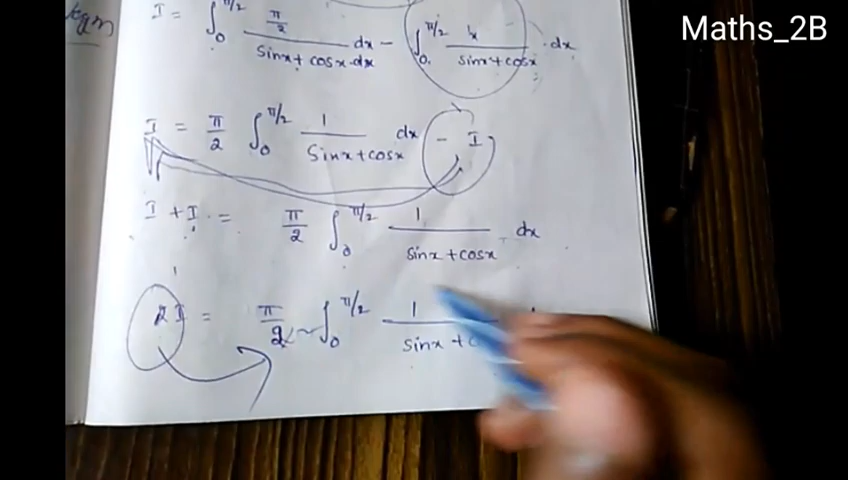 Maths_2B
I = ∫₀^π/2 π/2 / sinx + cosx dx dx − ∫₀^π/2 x / sinx + cosx · dx
I = π/2 ∫₀^π/2 1 / sinx + cosx dx − I
I + I = π/2 ∫₀^π/2 1 / sinx + cosx dx
2I = π/2 ∫₀^π/2 1 / sinx +